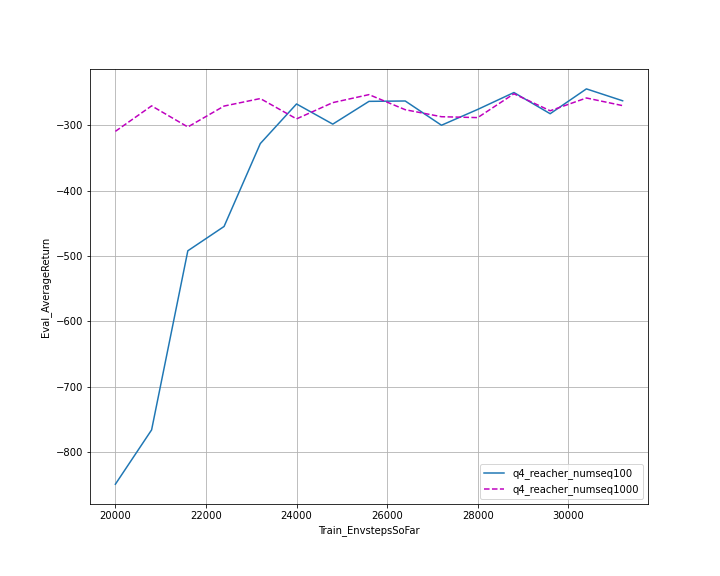 −300
−400
−500
−600
−700
−800
Eval_AverageReturn
20000 22000 24000 26000 28000 30000
Train_EnvstepsSoFar
q4_reacher_numseq100
q4_reacher_numseq1000